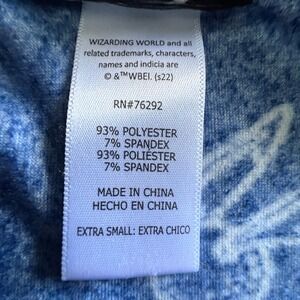 WIZARDING WORLD and all
related trademarks, characters,
names and indicia are
© &™WBEI. (s22)
RN#76292
93% POLYESTER
7% SPANDEX
93% POLIÉSTER
7% SPANDEX
MADE IN CHINA
HECHO EN CHINA
EXTRA SMALL: EXTRA CHICO